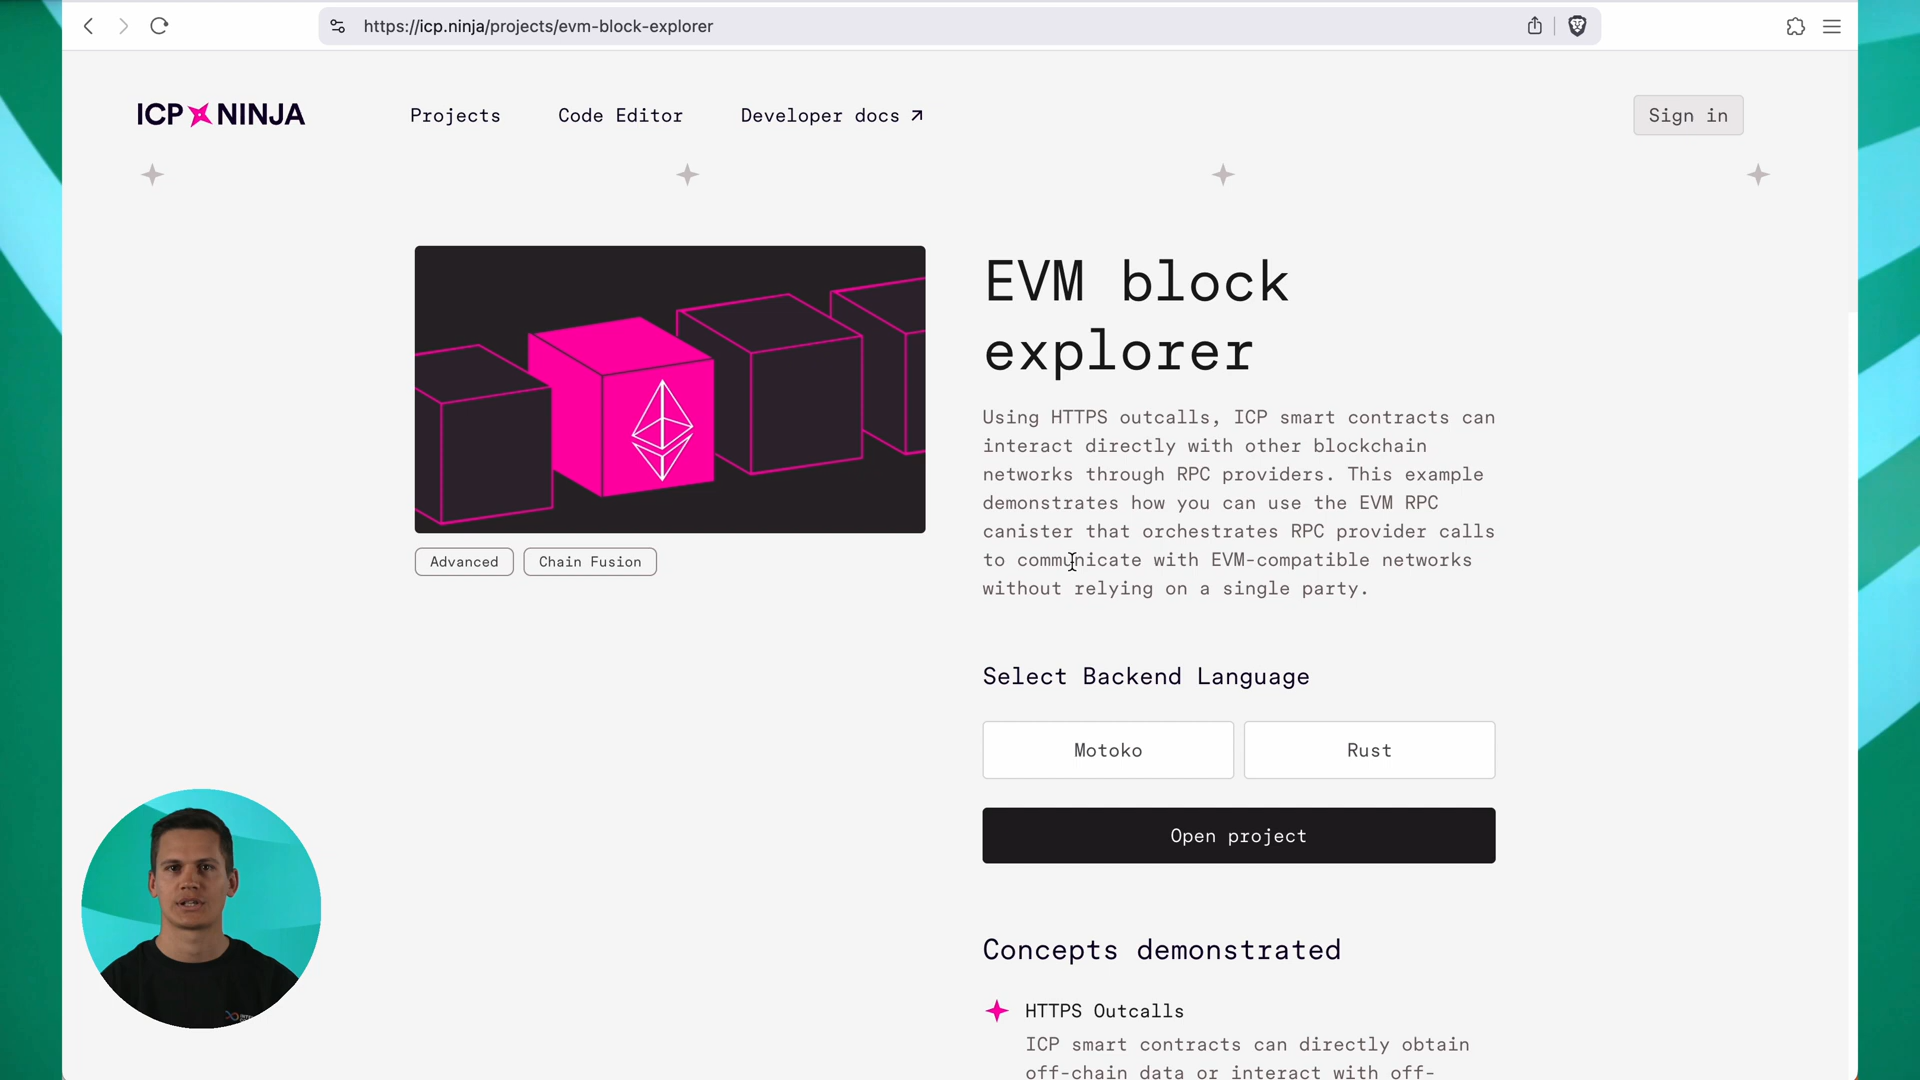 https://icp.ninja/projects/evm-block-explorer
ICP NINJA
Projects
Code Editor
Developer docs ↗
Sign in
EVM block
explorer
Using HTTPS outcalls, ICP smart contracts can
interact directly with other blockchain
networks through RPC providers. This example
demonstrates how you can use the EVM RPC
canister that orchestrates RPC provider calls
to communicate with EVM-compatible networks
without relying on a single party.
Advanced
Chain Fusion
Select Backend Language
Motoko
Rust
Open project
Concepts demonstrated
HTTPS Outcalls
ICP smart contracts can directly obtain
off-chain data or interact with off-